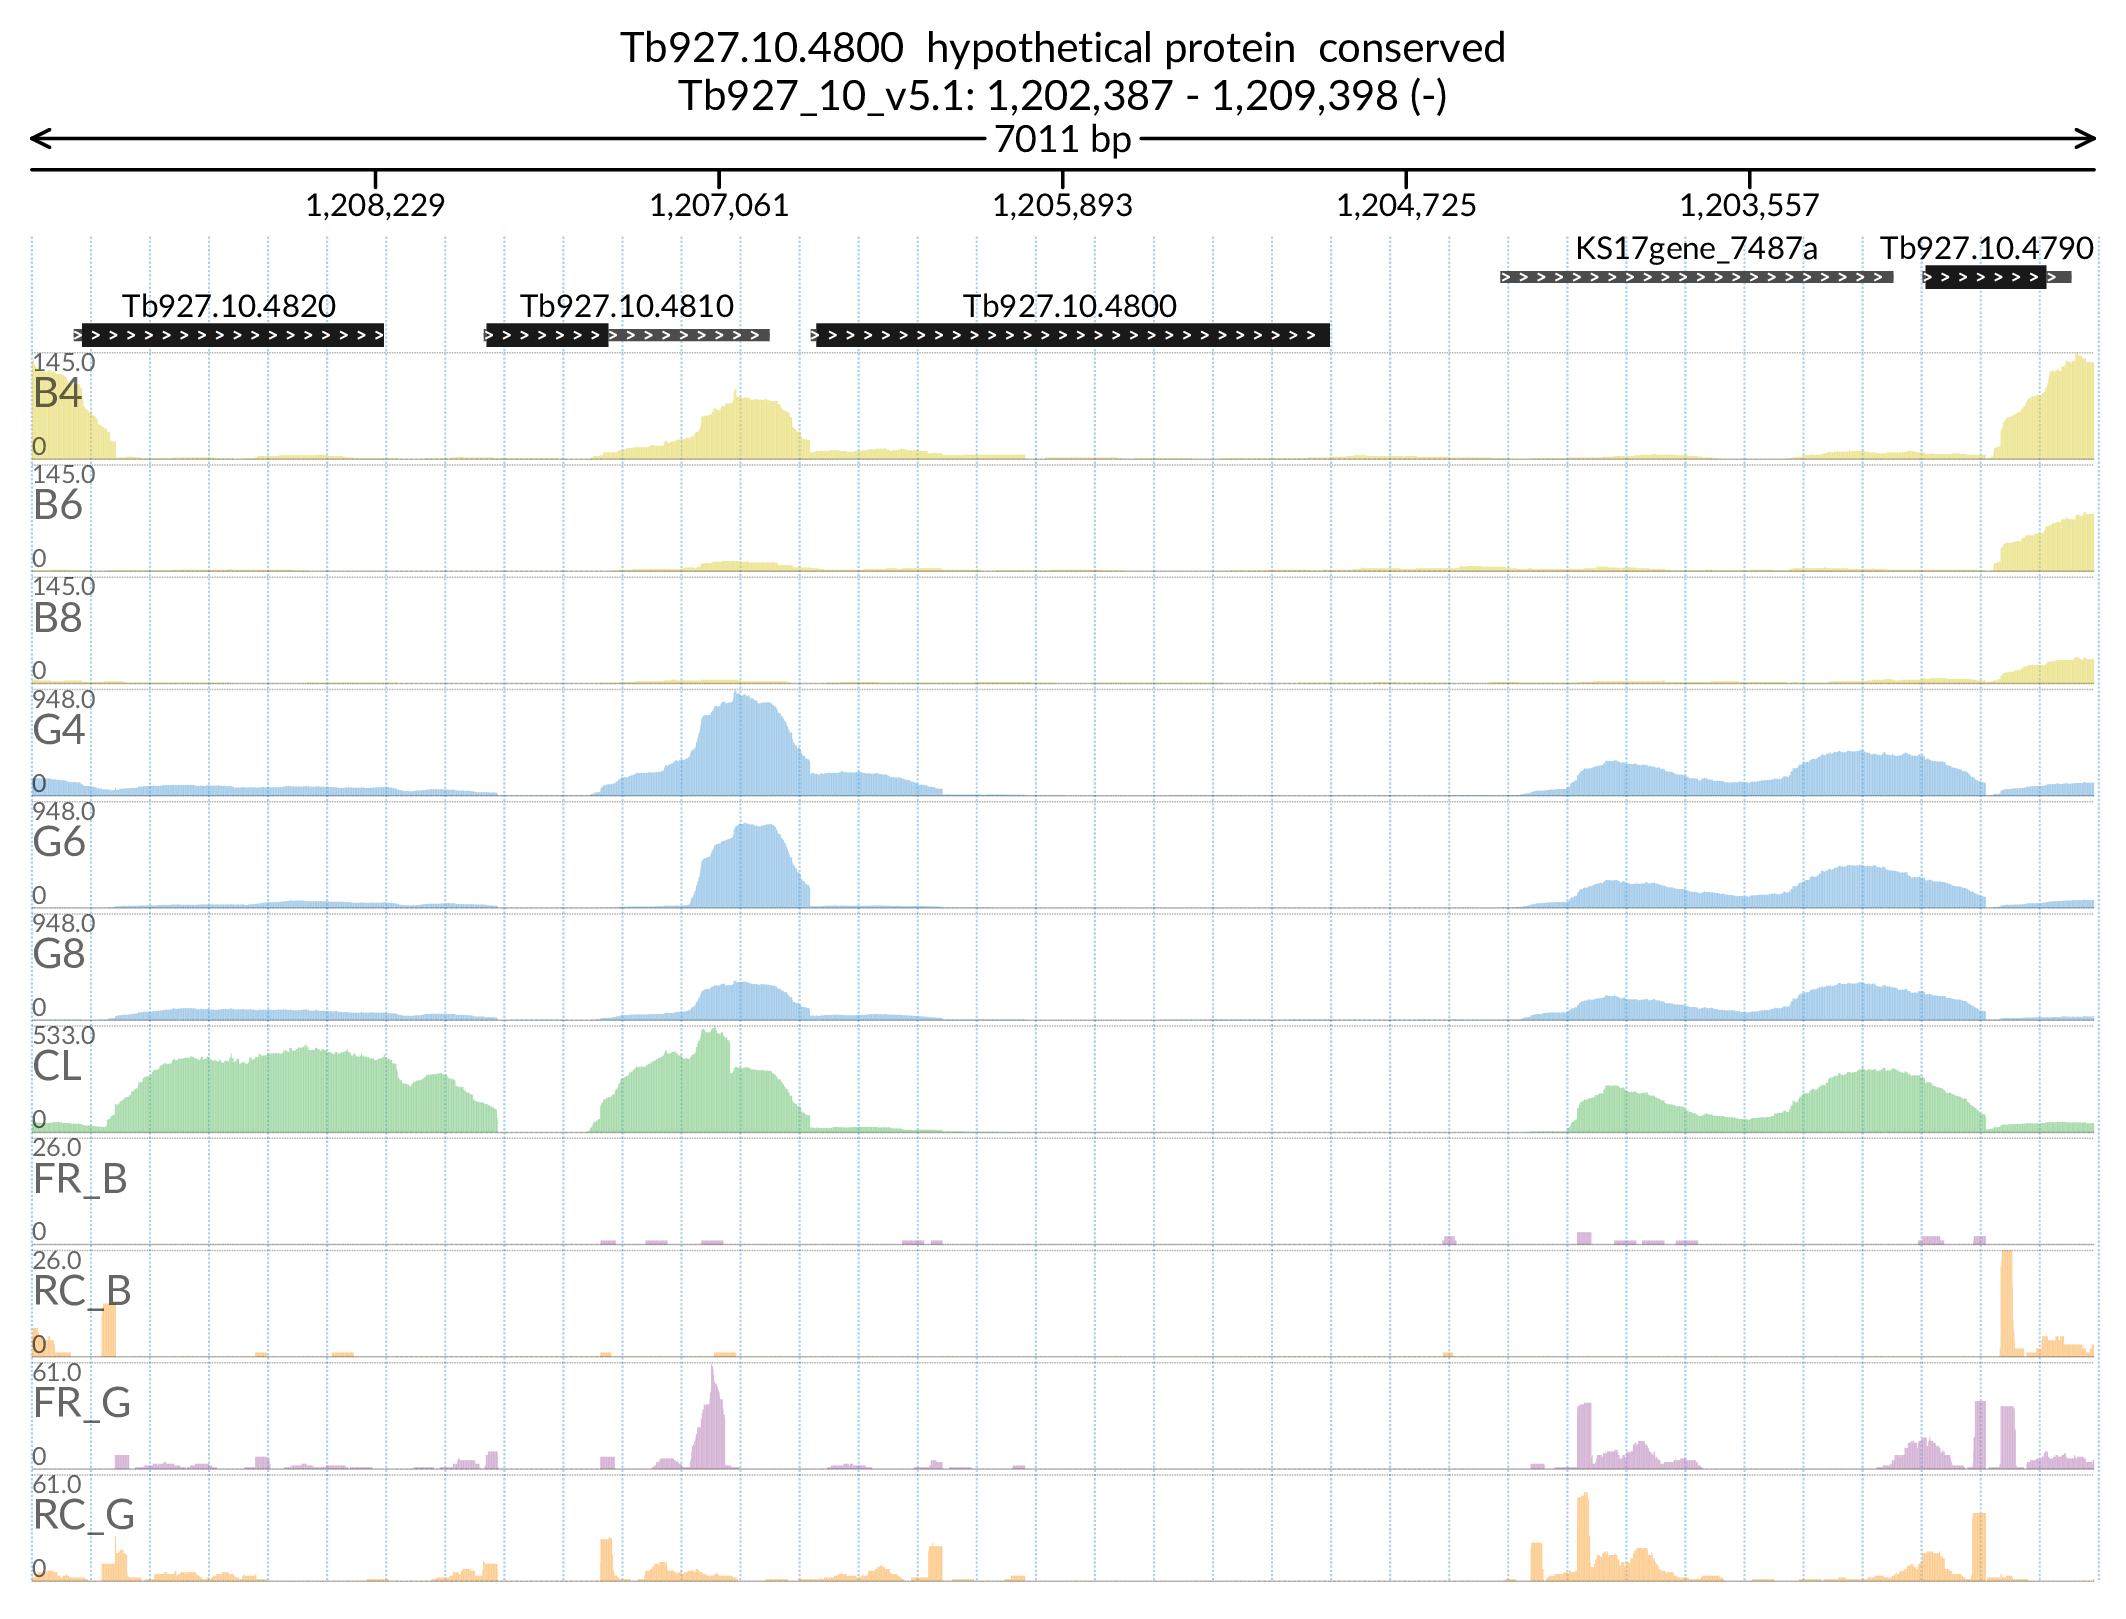 Tb927.10.4800  hypothetical protein  conserved
Tb927_10_v5.1: 1,202,387 - 1,209,398 (-)
7011 bp
1,208,229 1,207,061 1,205,893 1,204,725 1,203,557
KS17gene_7487a Tb927.10.4790
Tb927.10.4820 Tb927.10.4810 Tb927.10.4800
145.0
B4
0
145.0
B6
0
145.0
B8
0
948.0
G4
0
948.0
G6
0
948.0
G8
0
533.0
CL
0
26.0
FR_B
0
26.0
RC_B
0
61.0
FR_G
0
61.0
RC_G
0